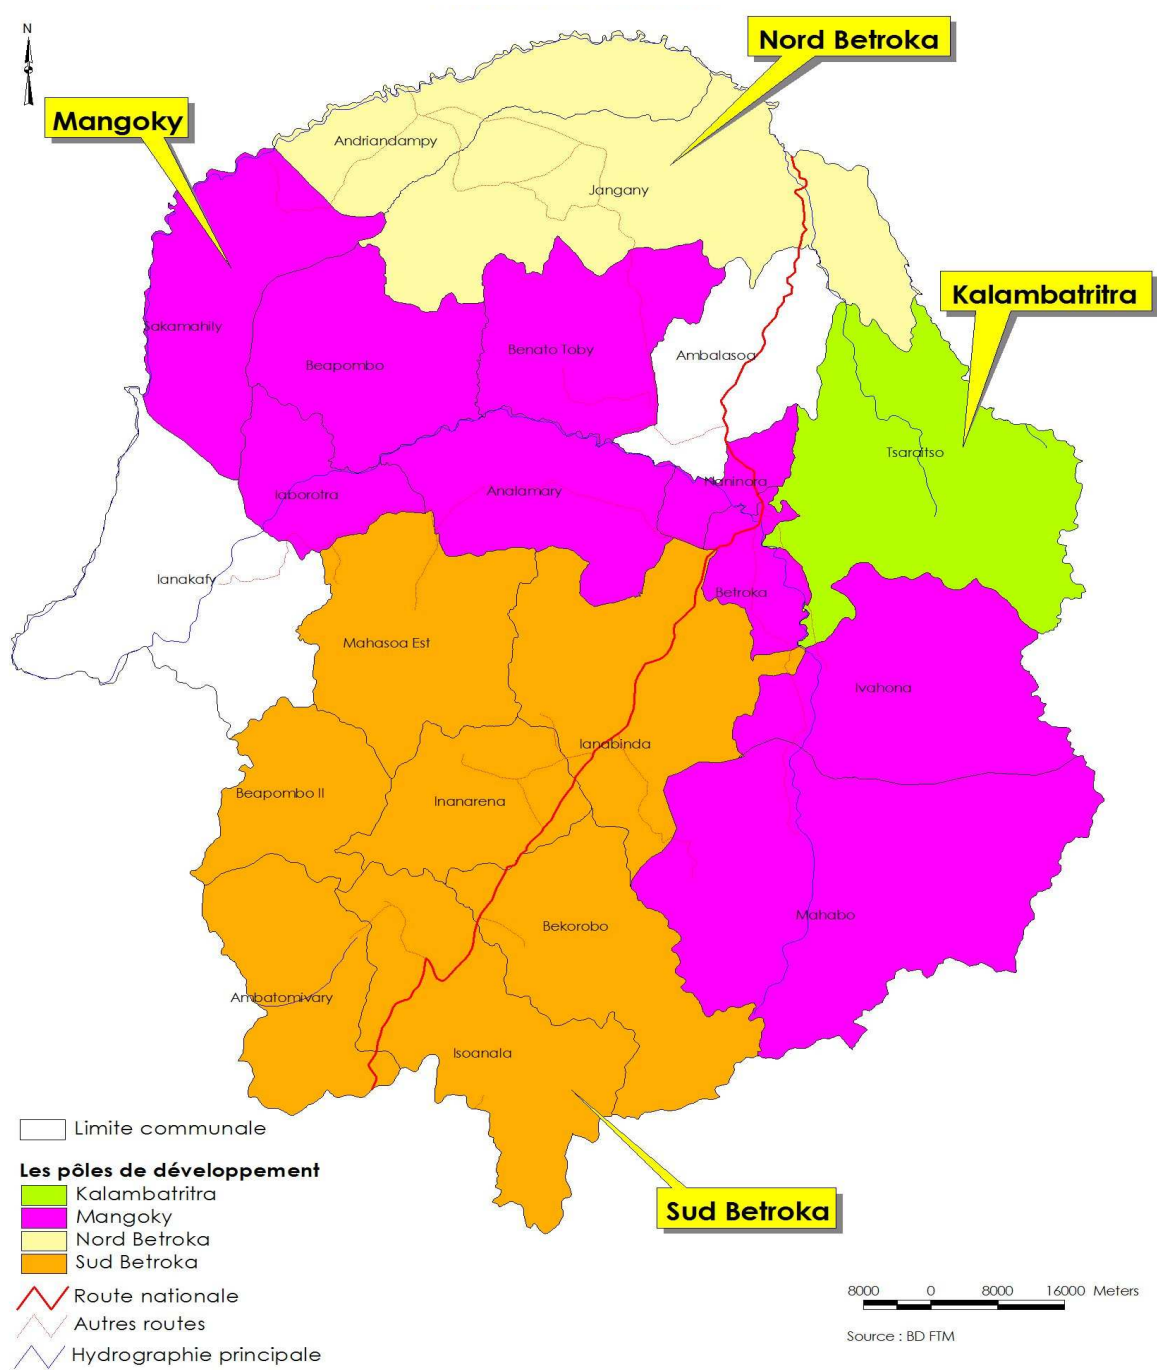 N
Nord Betroka
Mangoky
Andriandampy
Jangany
Kalambatritra
Sakamahily
Benato Toby
Ambalasoa
Beapombo
Tsaraitso
Naninora
Iaborotra
Analamary
Ianakafy
Betroka
Mahasoa Est
Ivahona
Ianabinda
Beapombo II
Inanarena
Mahabo
Bekorobo
Ambatomivary
Isoanala
Sud Betroka
Limite communale
Les pôles de développement
Kalambatritra
Mangoky
Nord Betroka
Sud Betroka
Route nationale
Autres routes
Hydrographie principale
8000 0 8000 16000 Meters
Source : BD FTM